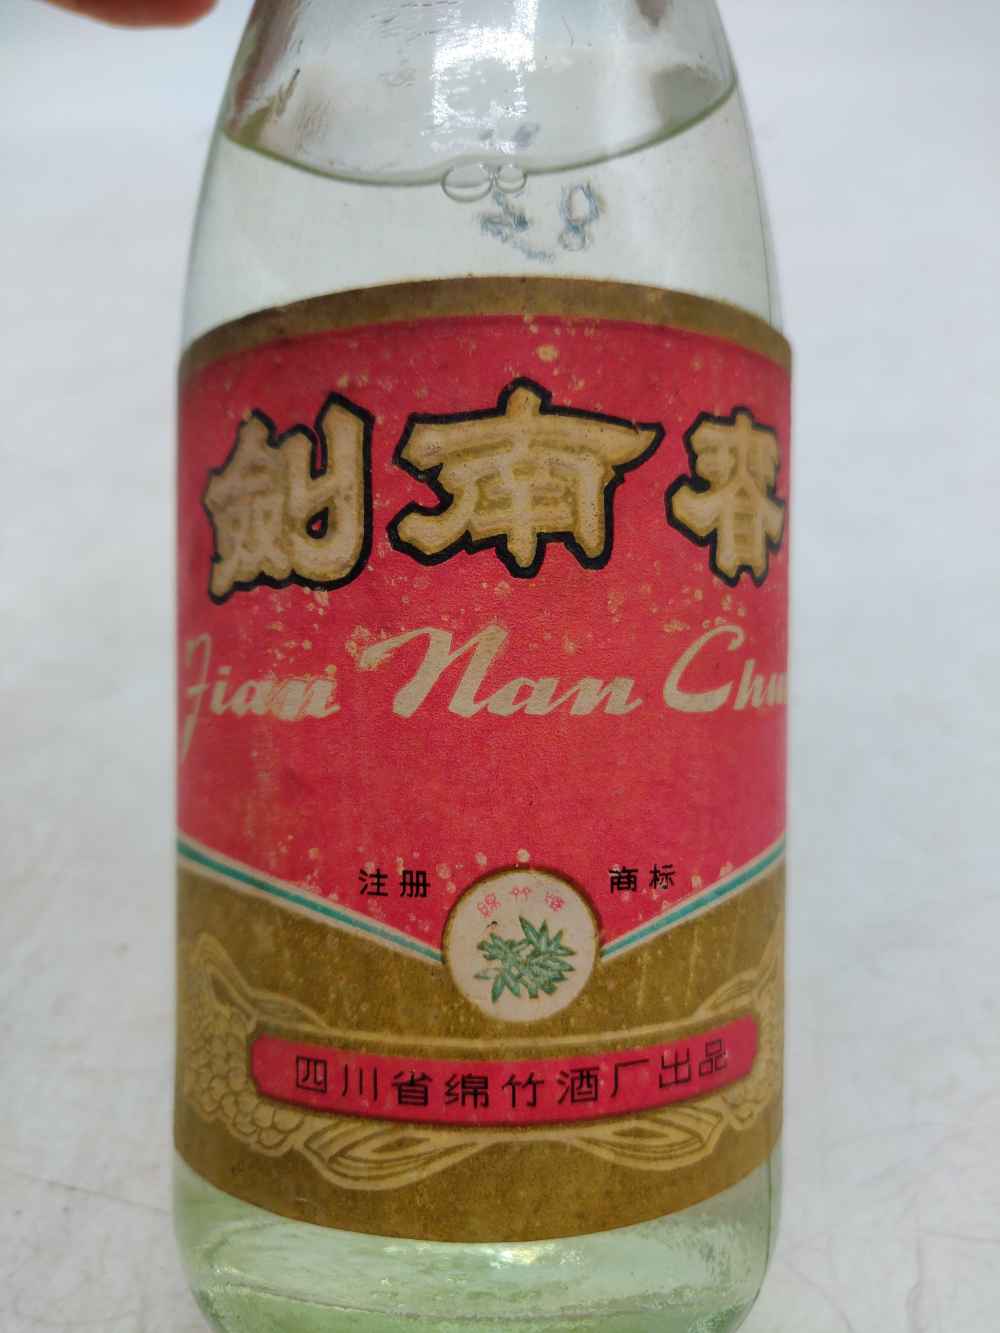 劍南春
Jian Nan Chu
注册 商标
綿竹牌
四川省绵竹酒厂出品